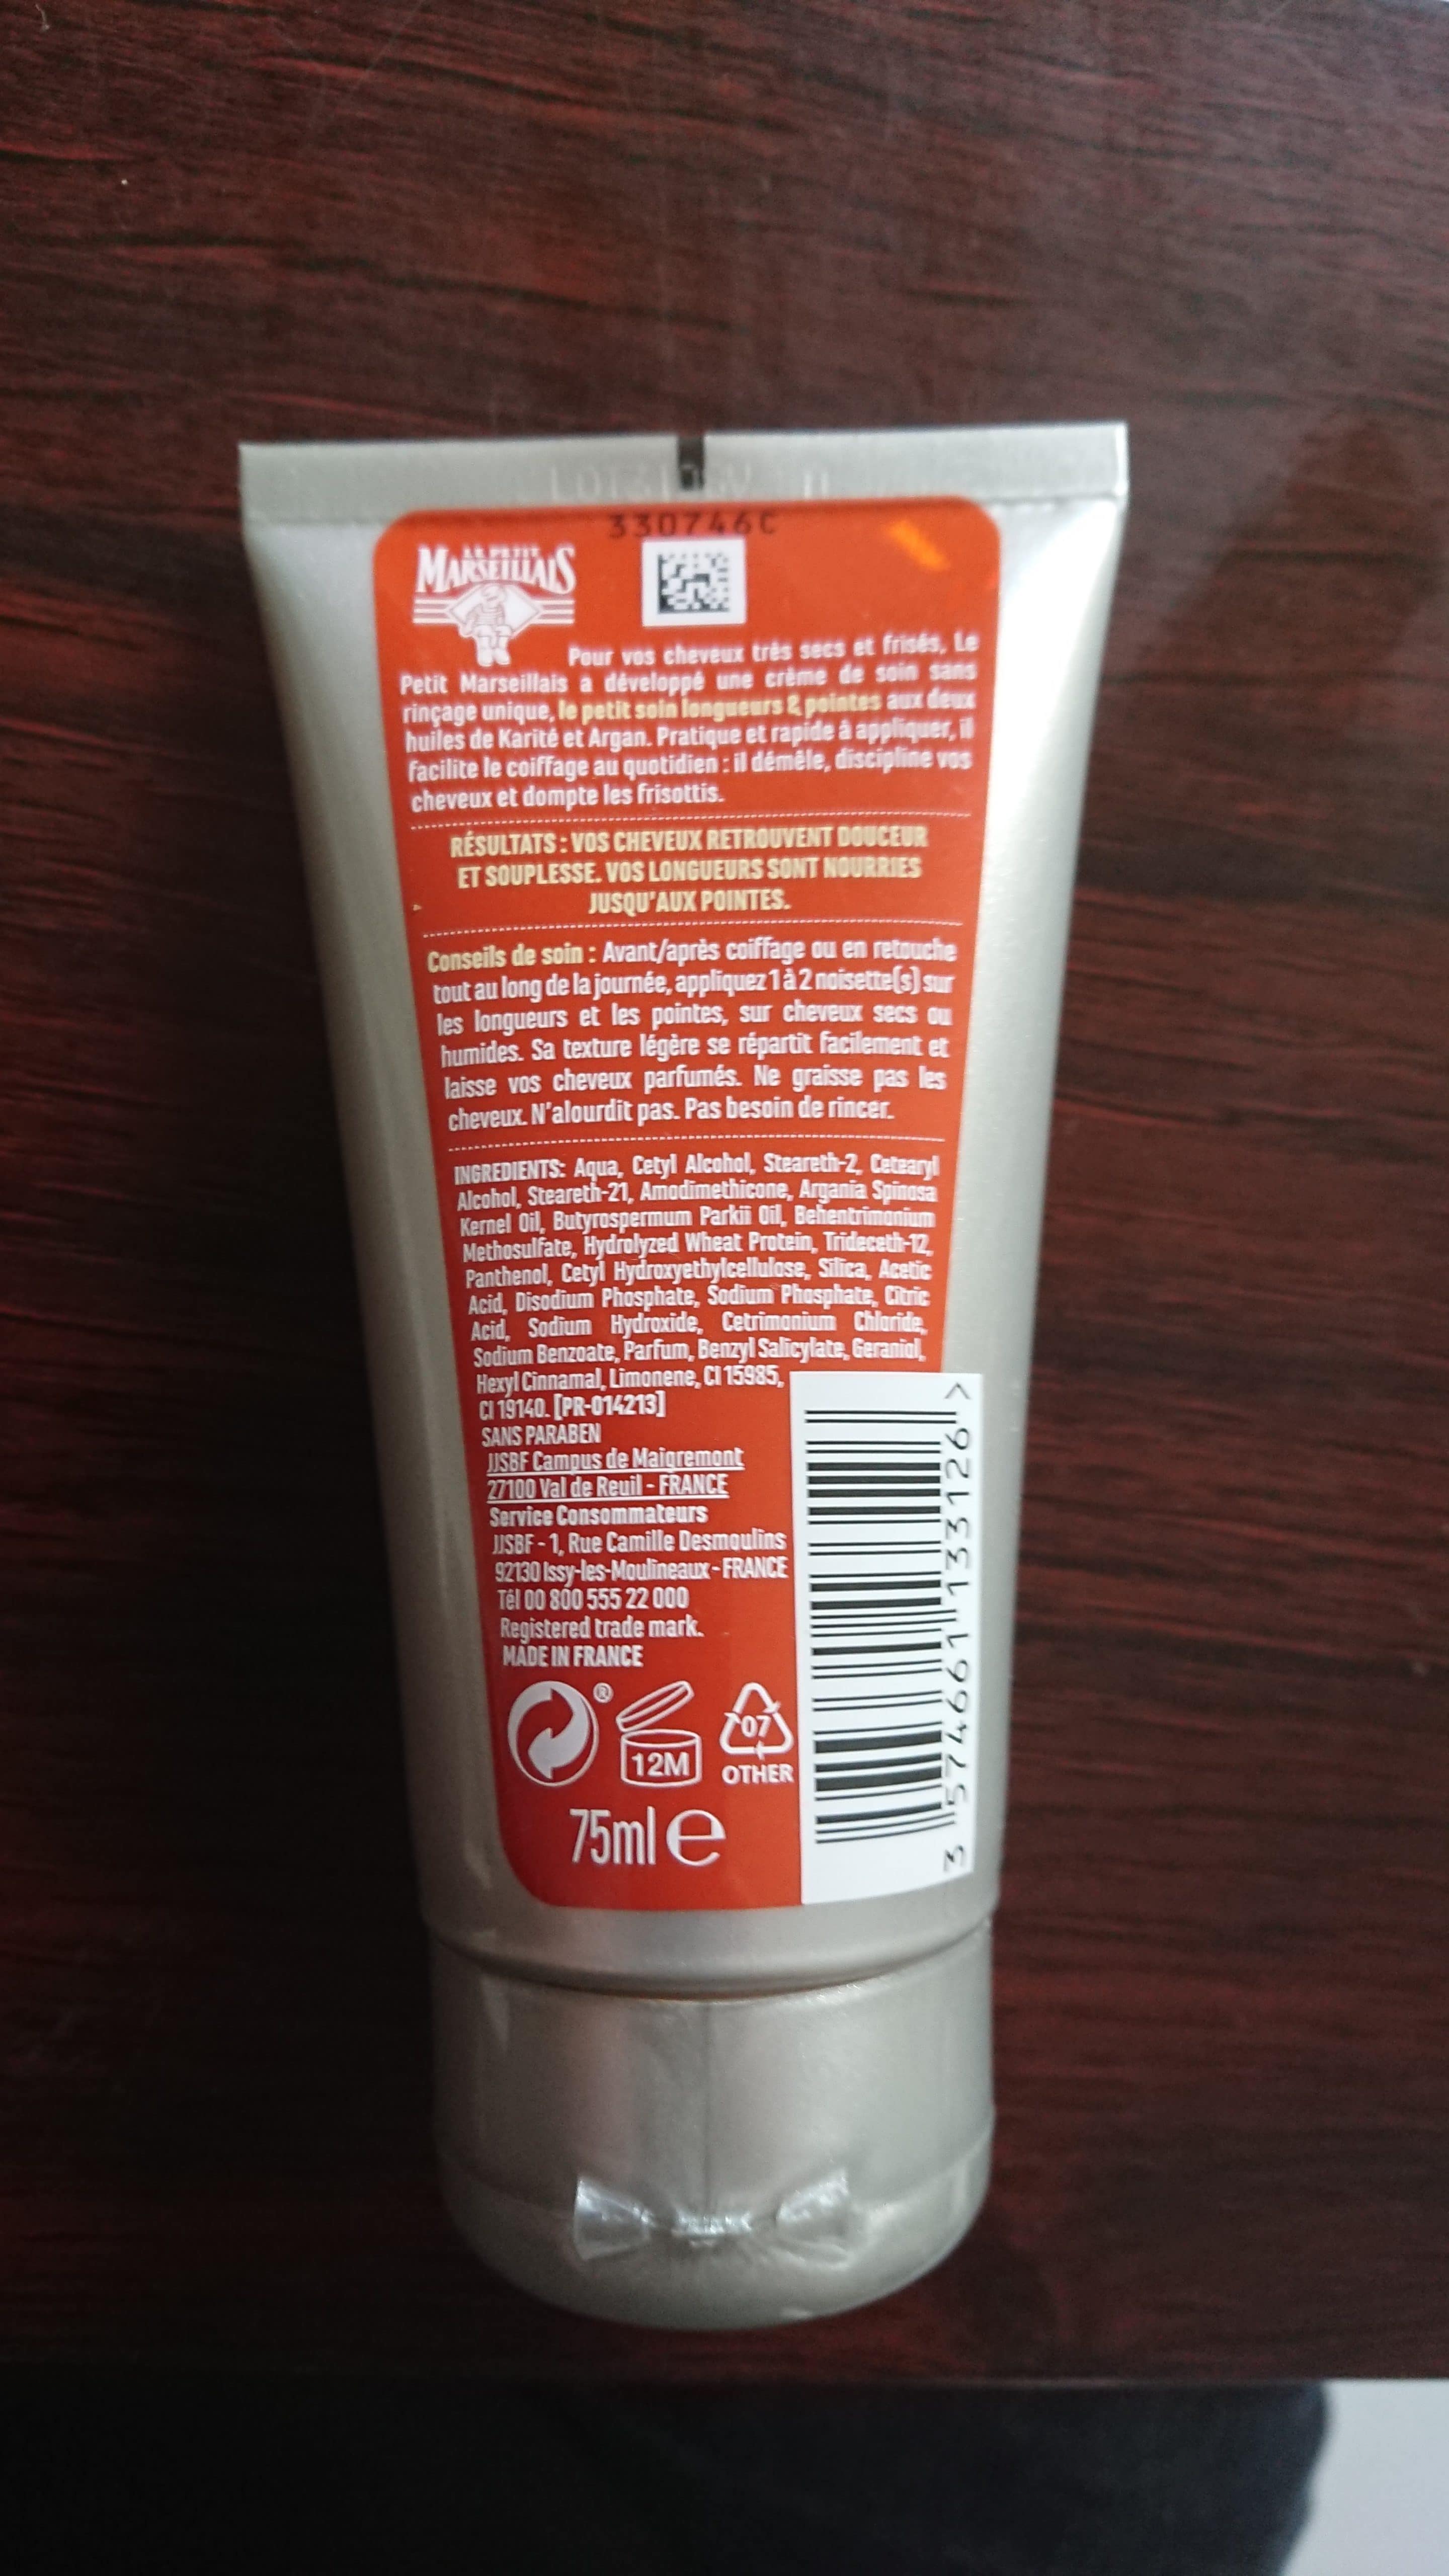 330746C
LE PETIT
MARSEILLAIS
Pour vos cheveux très secs et frisés, Le
Petit Marseillais a développé une crème de soin sans
rinçage unique, le petit soin longueurs & pointes aux deux
huiles de Karité et Argan. Pratique et rapide à appliquer, il
facilite le coiffage au quotidien : il démêle, discipline vos
cheveux et dompte les frisottis.
RÉSULTATS : VOS CHEVEUX RETROUVENT DOUCEUR
ET SOUPLESSE. VOS LONGUEURS SONT NOURRIES
JUSQU'AUX POINTES.
Conseils de soin : Avant/après coiffage ou en retouche
tout au long de la journée, appliquez 1 à 2 noisette(s) sur
les longueurs et les pointes, sur cheveux secs ou
humides. Sa texture légère se répartit facilement et
laisse vos cheveux parfumés. Ne graisse pas les
cheveux. N'alourdit pas. Pas besoin de rincer.
INGREDIENTS: Aqua, Cetyl Alcohol, Steareth-2, Cetearyl
Alcohol, Steareth-21, Amodimethicone, Argania Spinosa
Kernel Oil, Butyrospermum Parkii Oil, Behentrimonium
Methosulfate, Hydrolyzed Wheat Protein, Trideceth-12,
Panthenol, Cetyl Hydroxyethylcellulose, Silica, Acetic
Acid, Disodium Phosphate, Sodium Phosphate, Citric
Acid, Sodium Hydroxide, Cetrimonium Chloride,
Sodium Benzoate, Parfum, Benzyl Salicylate, Geraniol,
Hexyl Cinnamal, Limonene, CI 15985,
CI 19140. [PR-014213]
SANS PARABEN
JJSBF Campus de Maigremont
27100 Val de Reuil - FRANCE
Service Consommateurs
JJSBF - 1, Rue Camille Desmoulins
92130 Issy-les-Moulineaux - FRANCE
Tél 00 800 555 22 000
Registered trade mark.
MADE IN FRANCE
®
12M
07
OTHER
75ml e
3 574661 133126 >